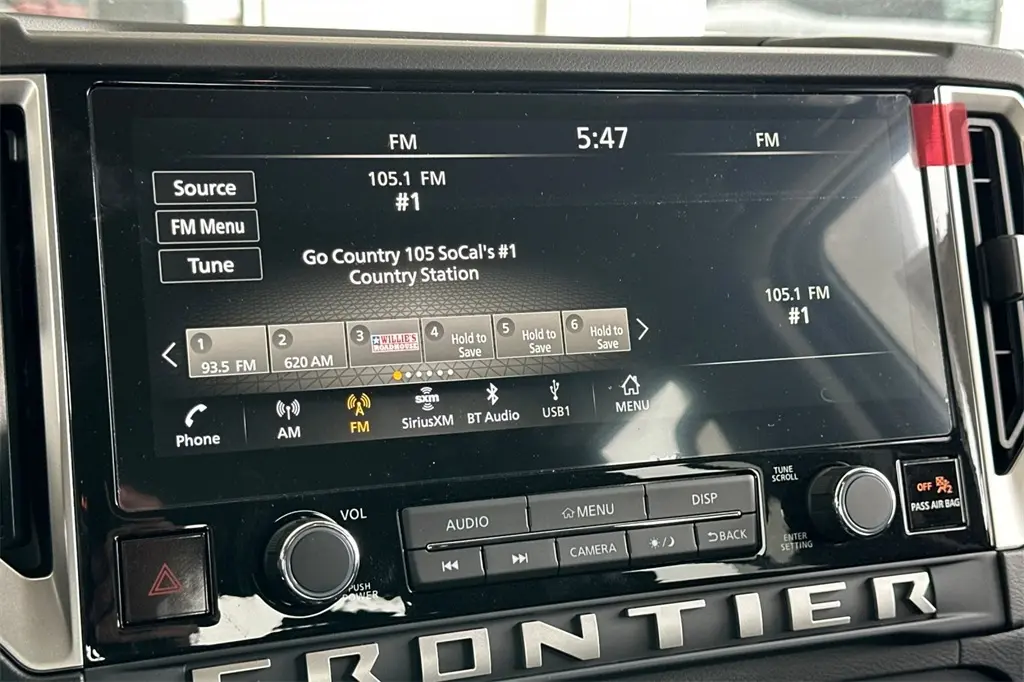 FM
5:47
FM
Source
FM Menu
Tune
105.1 FM
#1
Go Country 105 SoCal's #1
Country Station
105.1 FM
#1
1
93.5 FM
2
620 AM
3
WILLIE'S
ROADHOUSE
4
Hold to
Save
5
Hold to
Save
6
Hold to
Save
Phone
AM
FM
sxm
SiriusXM
BT Audio
USB1
MENU
VOL
PUSH
POWER
AUDIO
MENU
DISP
CAMERA
BACK
TUNE
SCROLL
ENTER
SETTING
OFF
2
PASS AIR BAG
FRONTIER